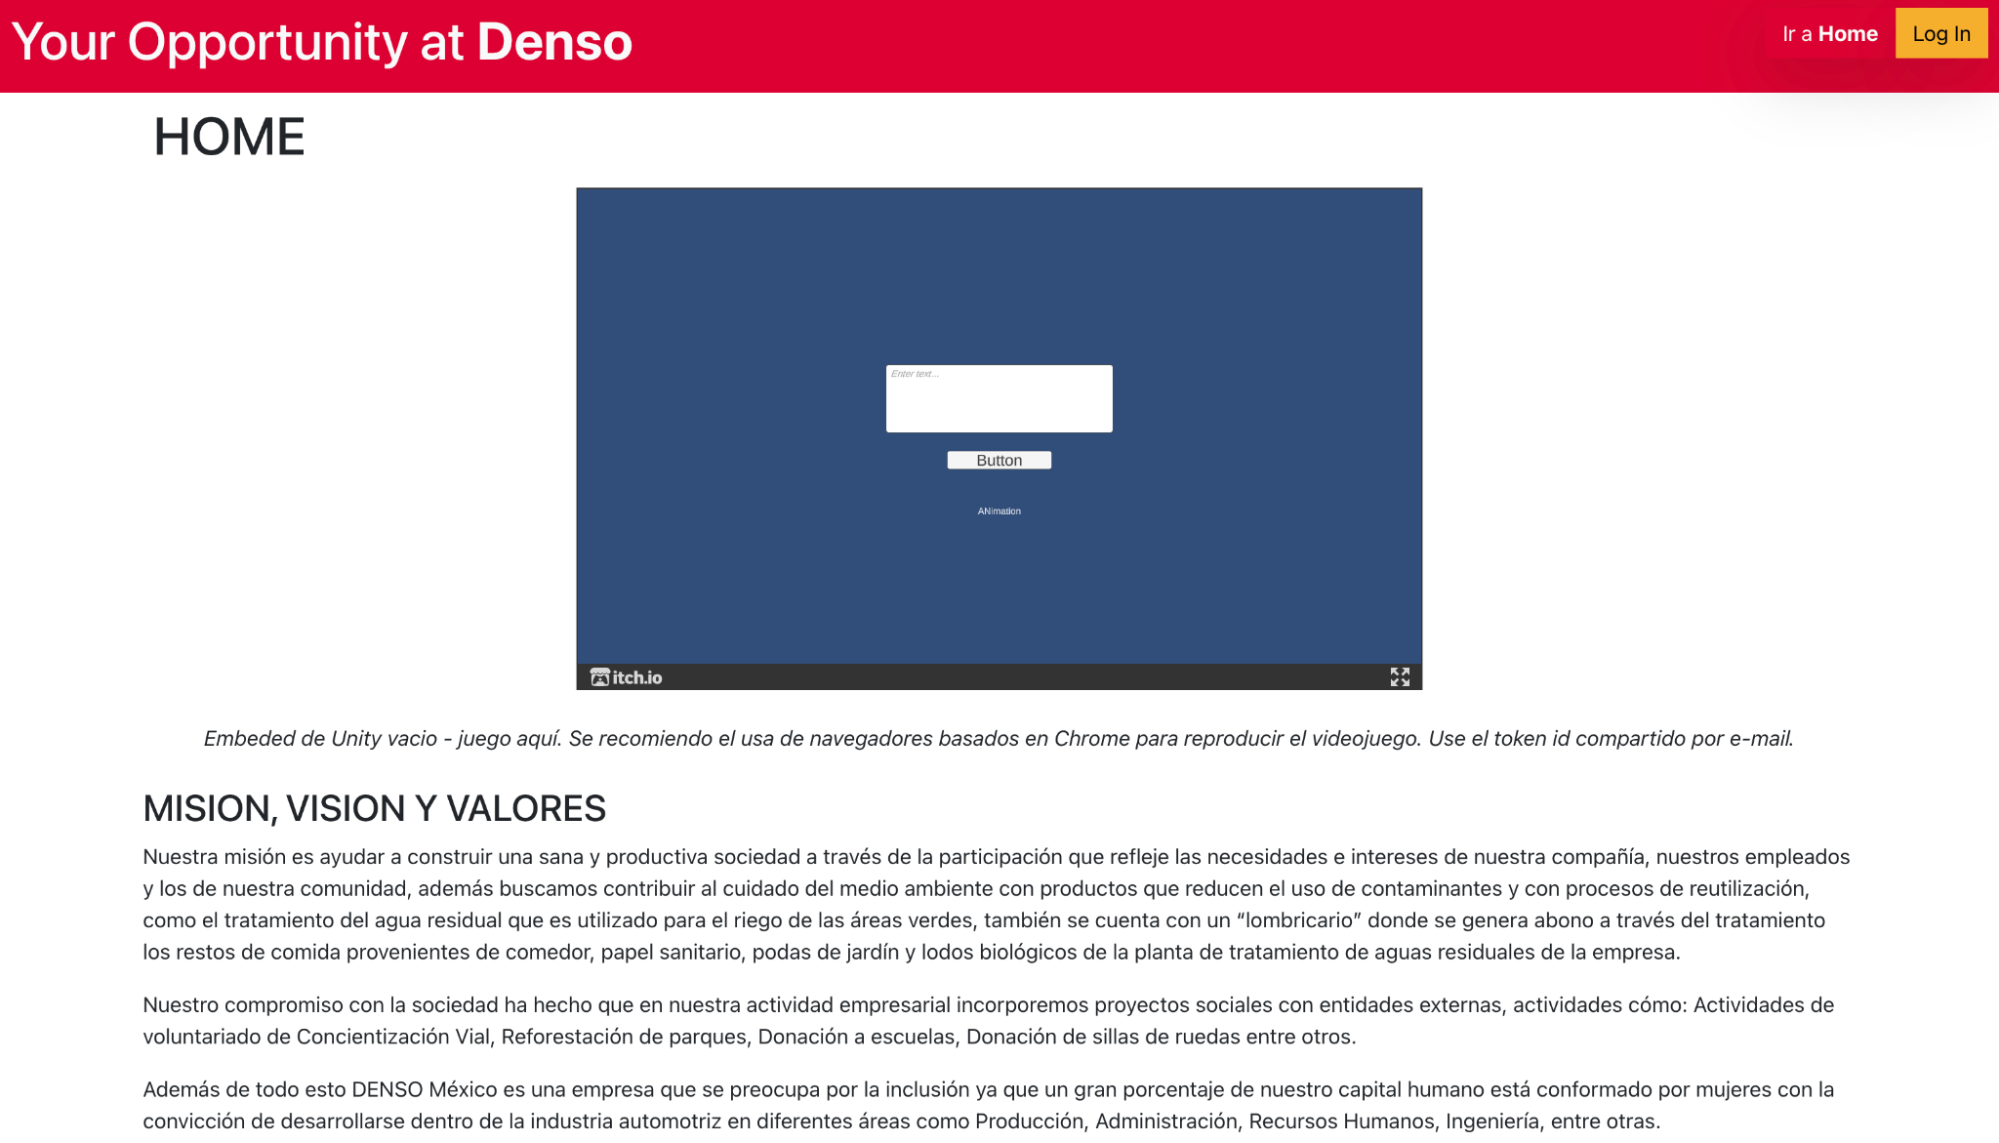 Your Opportunity at Denso
Ir a Home
Log In
HOME
Enter text...
Button
ANimation
itch.io
Embeded de Unity vacio - juego aquí. Se recomiendo el usa de navegadores basados en Chrome para reproducir el videojuego. Use el token id compartido por e-mail.
MISION, VISION Y VALORES
Nuestra misión es ayudar a construir una sana y productiva sociedad a través de la participación que refleje las necesidades e intereses de nuestra compañía, nuestros empleados
y los de nuestra comunidad, además buscamos contribuir al cuidado del medio ambiente con productos que reducen el uso de contaminantes y con procesos de reutilización,
como el tratamiento del agua residual que es utilizado para el riego de las áreas verdes, también se cuenta con un “lombricario” donde se genera abono a través del tratamiento
los restos de comida provenientes de comedor, papel sanitario, podas de jardín y lodos biológicos de la planta de tratamiento de aguas residuales de la empresa.
Nuestro compromiso con la sociedad ha hecho que en nuestra actividad empresarial incorporemos proyectos sociales con entidades externas, actividades cómo: Actividades de
voluntariado de Concientización Vial, Reforestación de parques, Donación a escuelas, Donación de sillas de ruedas entre otros.
Además de todo esto DENSO México es una empresa que se preocupa por la inclusión ya que un gran porcentaje de nuestro capital humano está conformado por mujeres con la
convicción de desarrollarse dentro de la industria automotriz en diferentes áreas como Producción, Administración, Recursos Humanos, Ingeniería, entre otras.